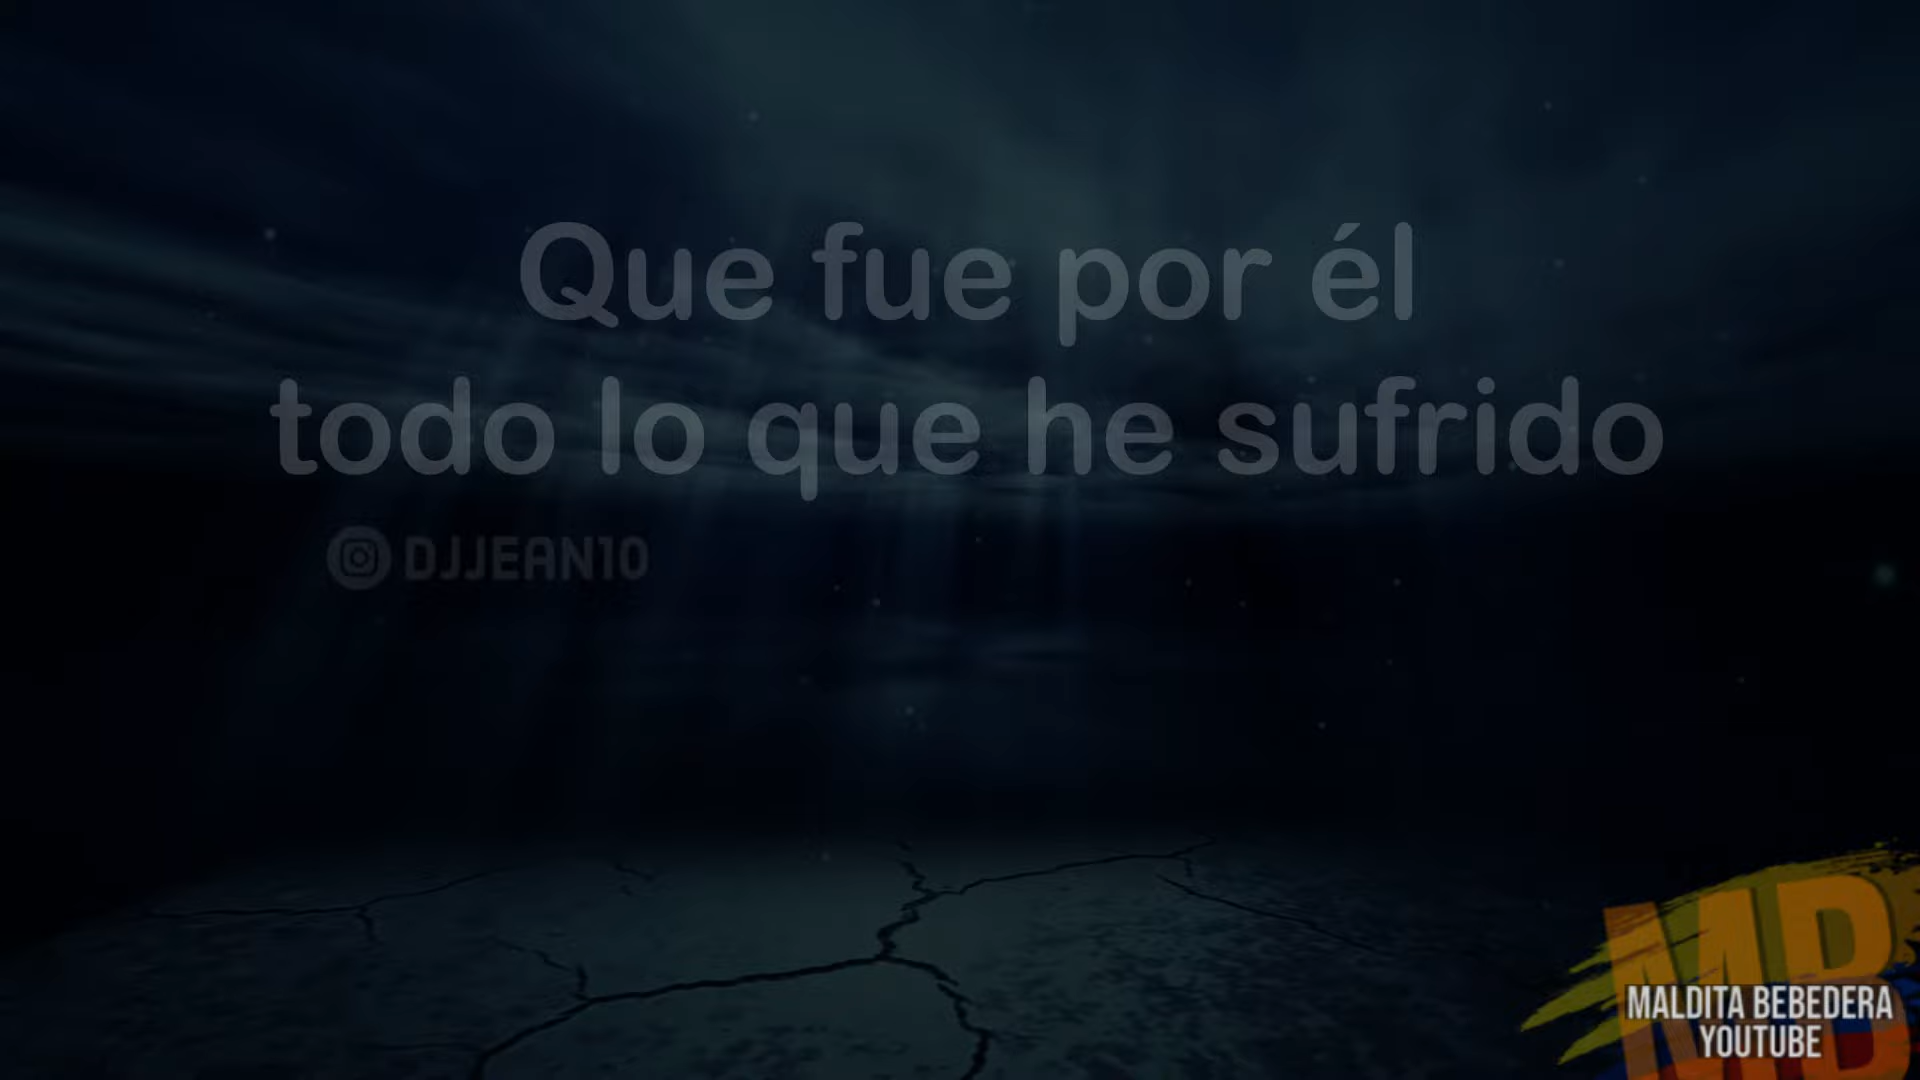 Que fue por él
todo lo que he sufrido
DJJEAN10
MB
MALDITA BEBEDERA
YOUTUBE